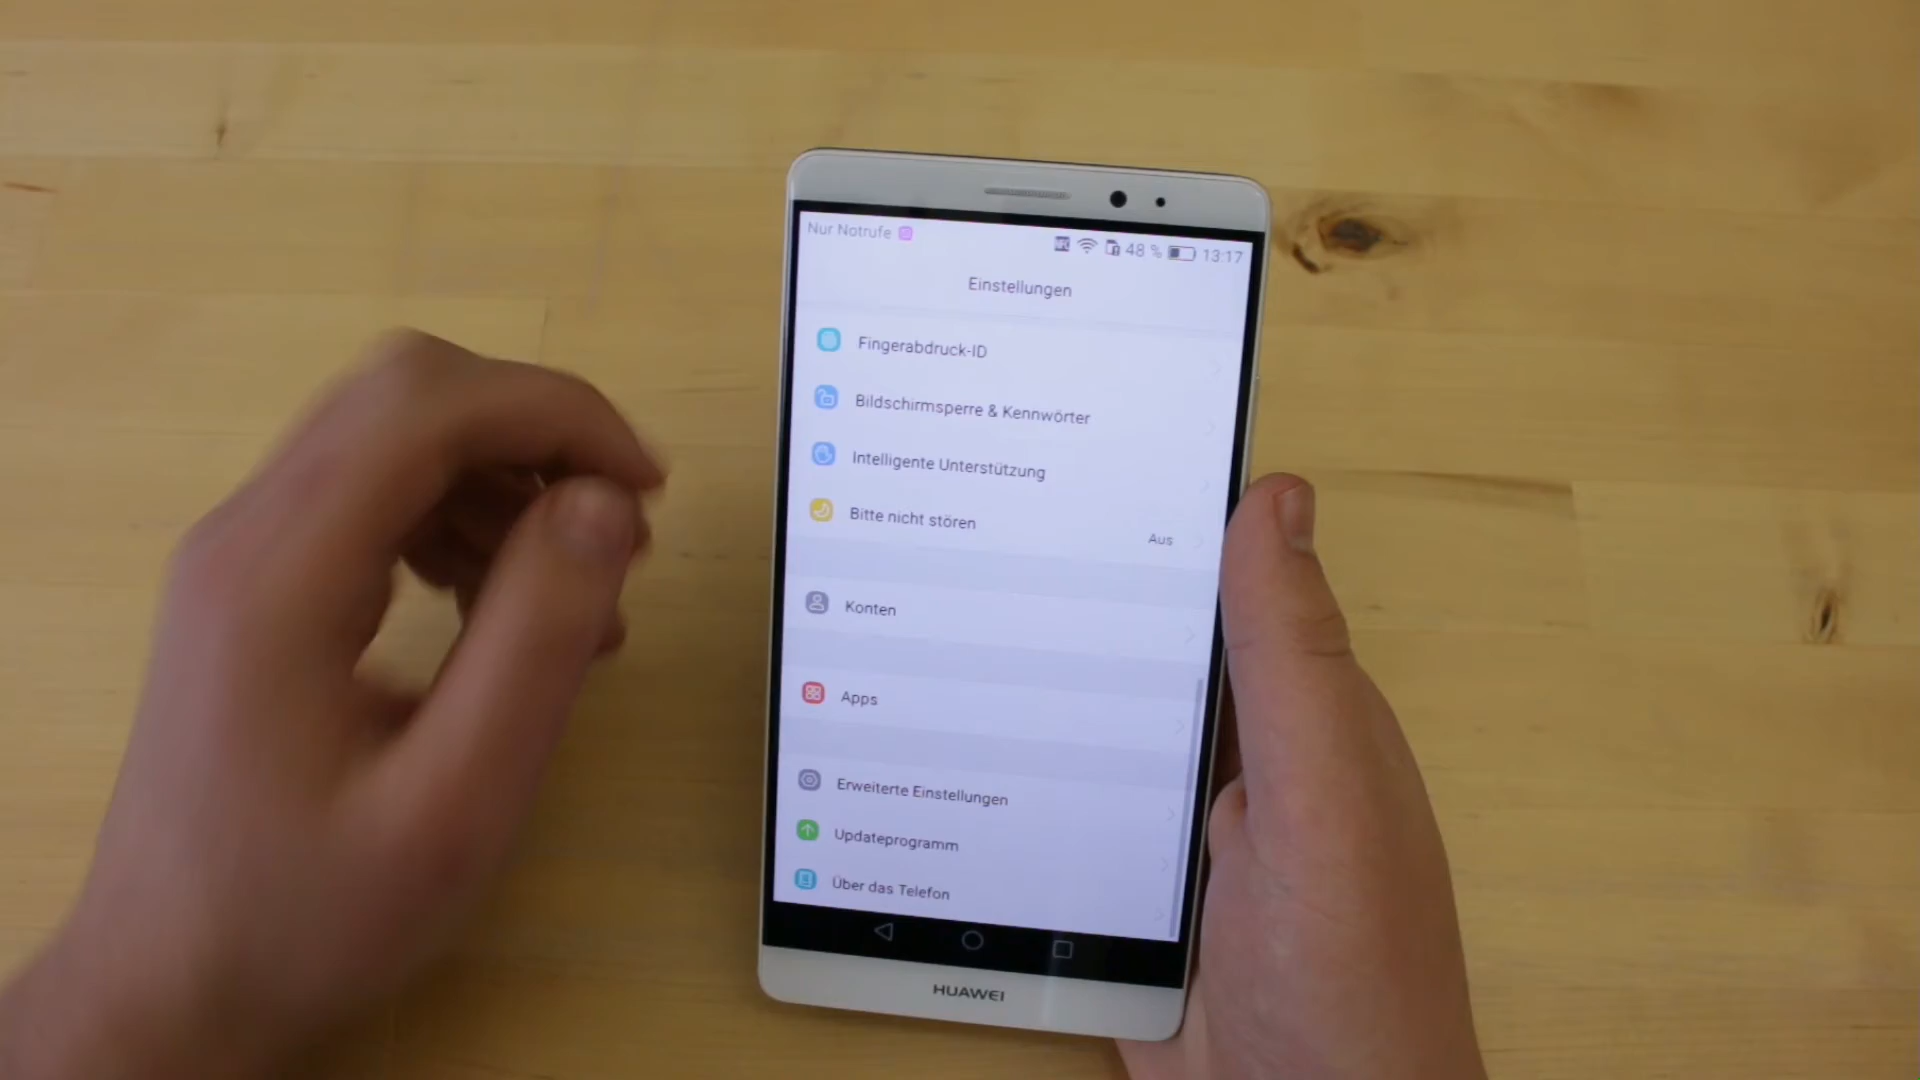 Nur Notrufe
48 % 13:17
Einstellungen
Fingerabdruck-ID
Bildschirmsperre & Kennwörter
Intelligente Unterstützung
Bitte nicht stören
Aus
Konten
Apps
Erweiterte Einstellungen
Updateprogramm
Über das Telefon
HUAWEI